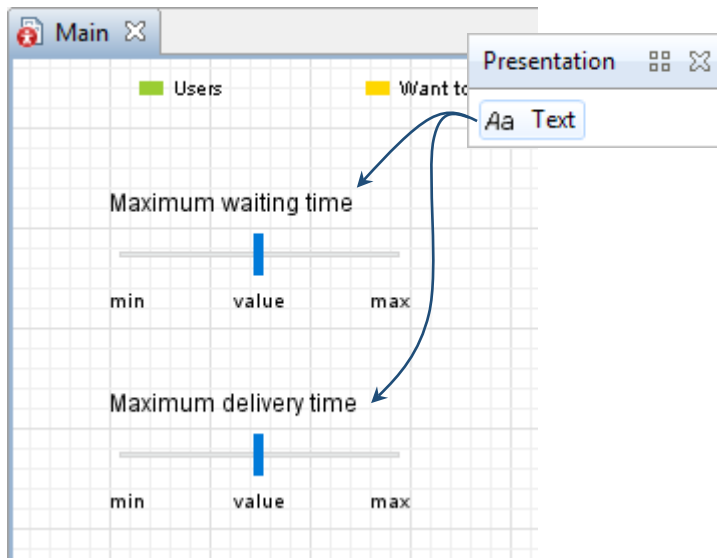 Main
Presentation
Users
Want to
Aa Text
Maximum waiting time
min value max
Maximum delivery time
min value max